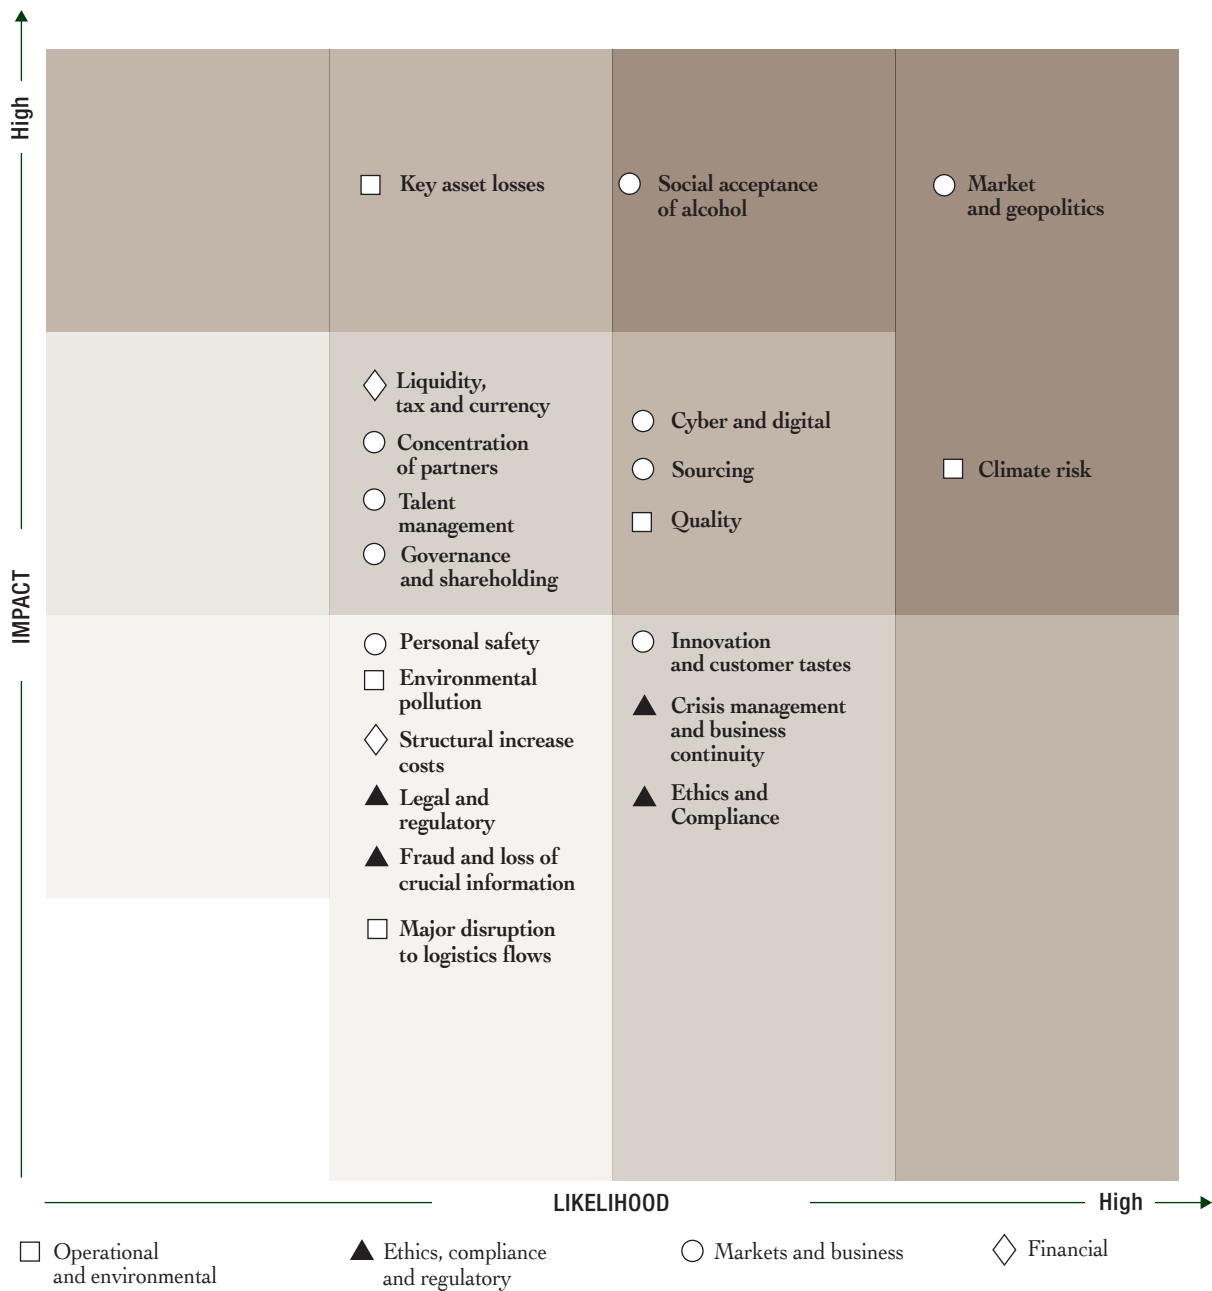 High
IMPACT
Key asset losses
Social acceptance
of alcohol
Market
and geopolitics
Liquidity,
tax and currency
Concentration
of partners
Talent
management
Governance
and shareholding
Cyber and digital
Sourcing
Quality
Climate risk
Personal safety
Environmental
pollution
Structural increase
costs
Legal and
regulatory
Fraud and loss of
crucial information
Major disruption
to logistics flows
Innovation
and customer tastes
Crisis management
and business
continuity
Ethics and
Compliance
LIKELIHOOD
High
Operational
and environmental
Ethics, compliance
and regulatory
Markets and business
Financial